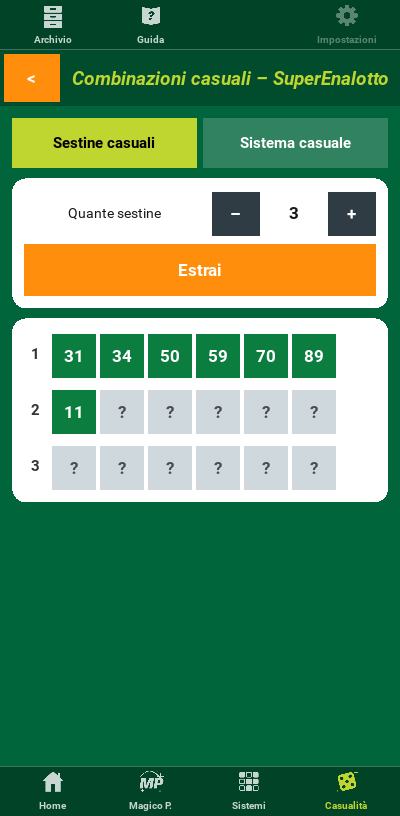 Archivio Guida Impostazioni
< Combinazioni casuali – SuperEnalotto
Sestine casuali Sistema casuale
Quante sestine – 3 +
Estrai
1 31 34 50 59 70 89
2 11 ? ? ? ? ?
3 ? ? ? ? ? ?
MP
Home Magico P. Sistemi Casualità